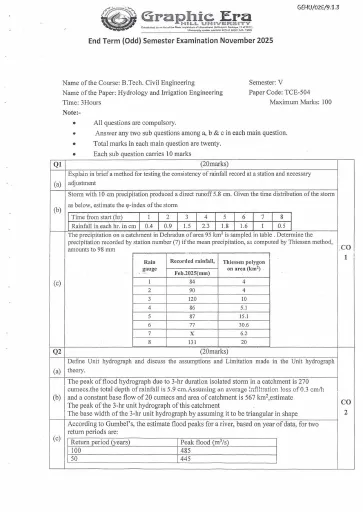 GEHU/02E/9.1.3
Graphic Era
HILL UNIVERSITY
End Term (Odd) Semester Examination November 2025
Name of the Course: B.Tech. Civil Engineering Semester: V
Name of the Paper: Hydrology and Irrigation Engineering Paper Code: TCE-504
Time: 3Hours Maximum Marks: 100
Note:-
• All questions are compulsory.
• Answer any two sub questions among a, b & c in each main question.
• Total marks in each main question are twenty.
• Each sub question carries 10 marks
Q1 (20marks)
(a) Explain in brief a method for testing the consistency of rainfall record at a station and necessary
adjustment
(b) Storm with 10 cm precipitation produced a direct runoff 5.8 cm. Given the time distribution of the storm
as below, estimate the φ-index of the storm
Time from start (hr) 1 2 3 4 5 6 7 8
Rainfall in each hr. in cm 0.4 0.9 1.5 2.3 1.8 1.6 1 0.5
(c) The precipitation on a catchment in Dehradun of area 95 km² is sampled in table . Determine the
precipitation recorded by station number (7) if the mean precipitation, as computed by Thiessen method,
amounts to 98 mm
CO
1
Rain gauge Recorded rainfall, Feb.2025(mm) Thiessen polygon on area (km²)
1 84 4
2 90 4
3 120 10
4 86 5.1
5 87 15.1
6 77 30.6
7 X 6.2
8 131 20
Q2 (20marks)
(a) Define Unit hydrograph and discuss the assumptions and Limitation made in the Unit hydrograph
theory.
(b) The peak of flood hydrograph due to 3-hr duration isolated storm in a catchment is 270
cumecs.the total depth of rainfall is 5.9 cm.Assuming an average infiltration loss of 0.3 cm/h
and a constant base flow of 20 cumecs and area of catchment is 567 km²,estimate
The peak of the 3-hr unit hydrograph of this catchment
The base width of the 3-hr unit hydrograph by assuming it to be triangular in shape
CO
2
(c) According to Gumbel's, the estimate flood peaks for a river, based on year of data, for two
return periods are:
Return period (years) Peak flood (m³/s)
100 485
50 445